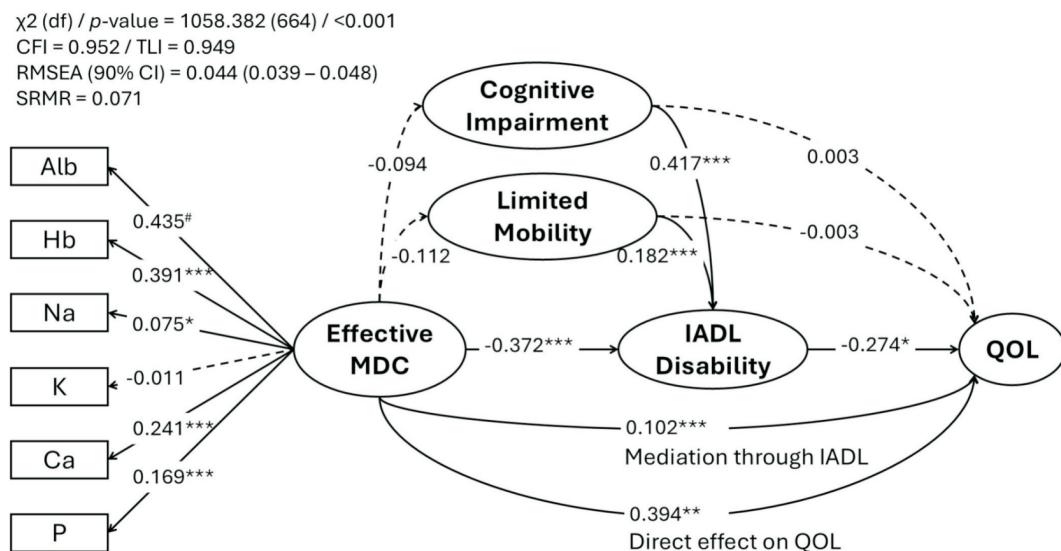 χ2 (df) / p-value = 1058.382 (664) / <0.001
CFI = 0.952 / TLI = 0.949
RMSEA (90% CI) = 0.044 (0.039 – 0.048)
SRMR = 0.071
Cognitive
Impairment
-0.094
0.417***
0.003
Alb
Limited
Mobility
0.435#
-0.112
0.182***
-0.003
Hb
0.391***
Na
0.075*
Effective
MDC
-0.372***
IADL
Disability
-0.274*
QOL
K
-0.011
0.241***
0.102***
Mediation through IADL
Ca
0.169***
0.394**
Direct effect on QOL
P